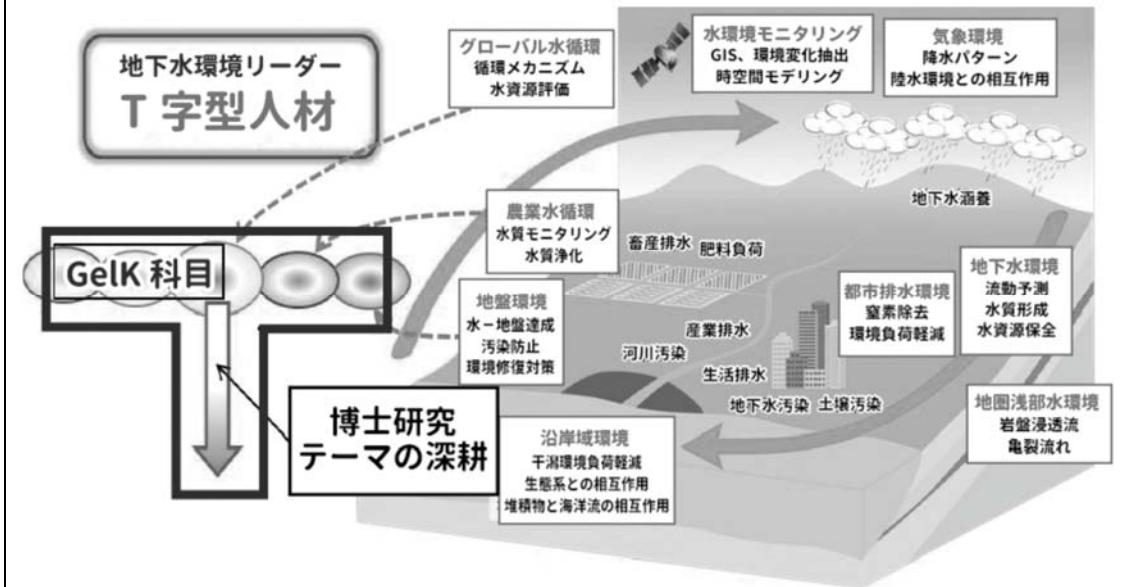 地下水環境リーダー
T 字型人材
グローバル水循環
循環メカニズム
水資源評価
水環境モニタリング
GIS、環境変化抽出
時空間モデリング
気象環境
降水パターン
陸水環境との相互作用
地下水涵養
農業水循環
水質モニタリング
水質浄化
畜産排水
肥料負荷
GelK 科目
地盤環境
水－地盤達成
汚染防止
環境修復対策
産業排水
河川汚染
生活排水
地下水汚染
土壌汚染
都市排水環境
窒素除去
環境負荷軽減
地下水環境
流動予測
水質形成
水資源保全
博士研究
テーマの深耕
沿岸域環境
干潟環境負荷軽減
生態系との相互作用
堆積物と海洋流の相互作用
地圏浅部水環境
岩盤浸透流
亀裂流れ